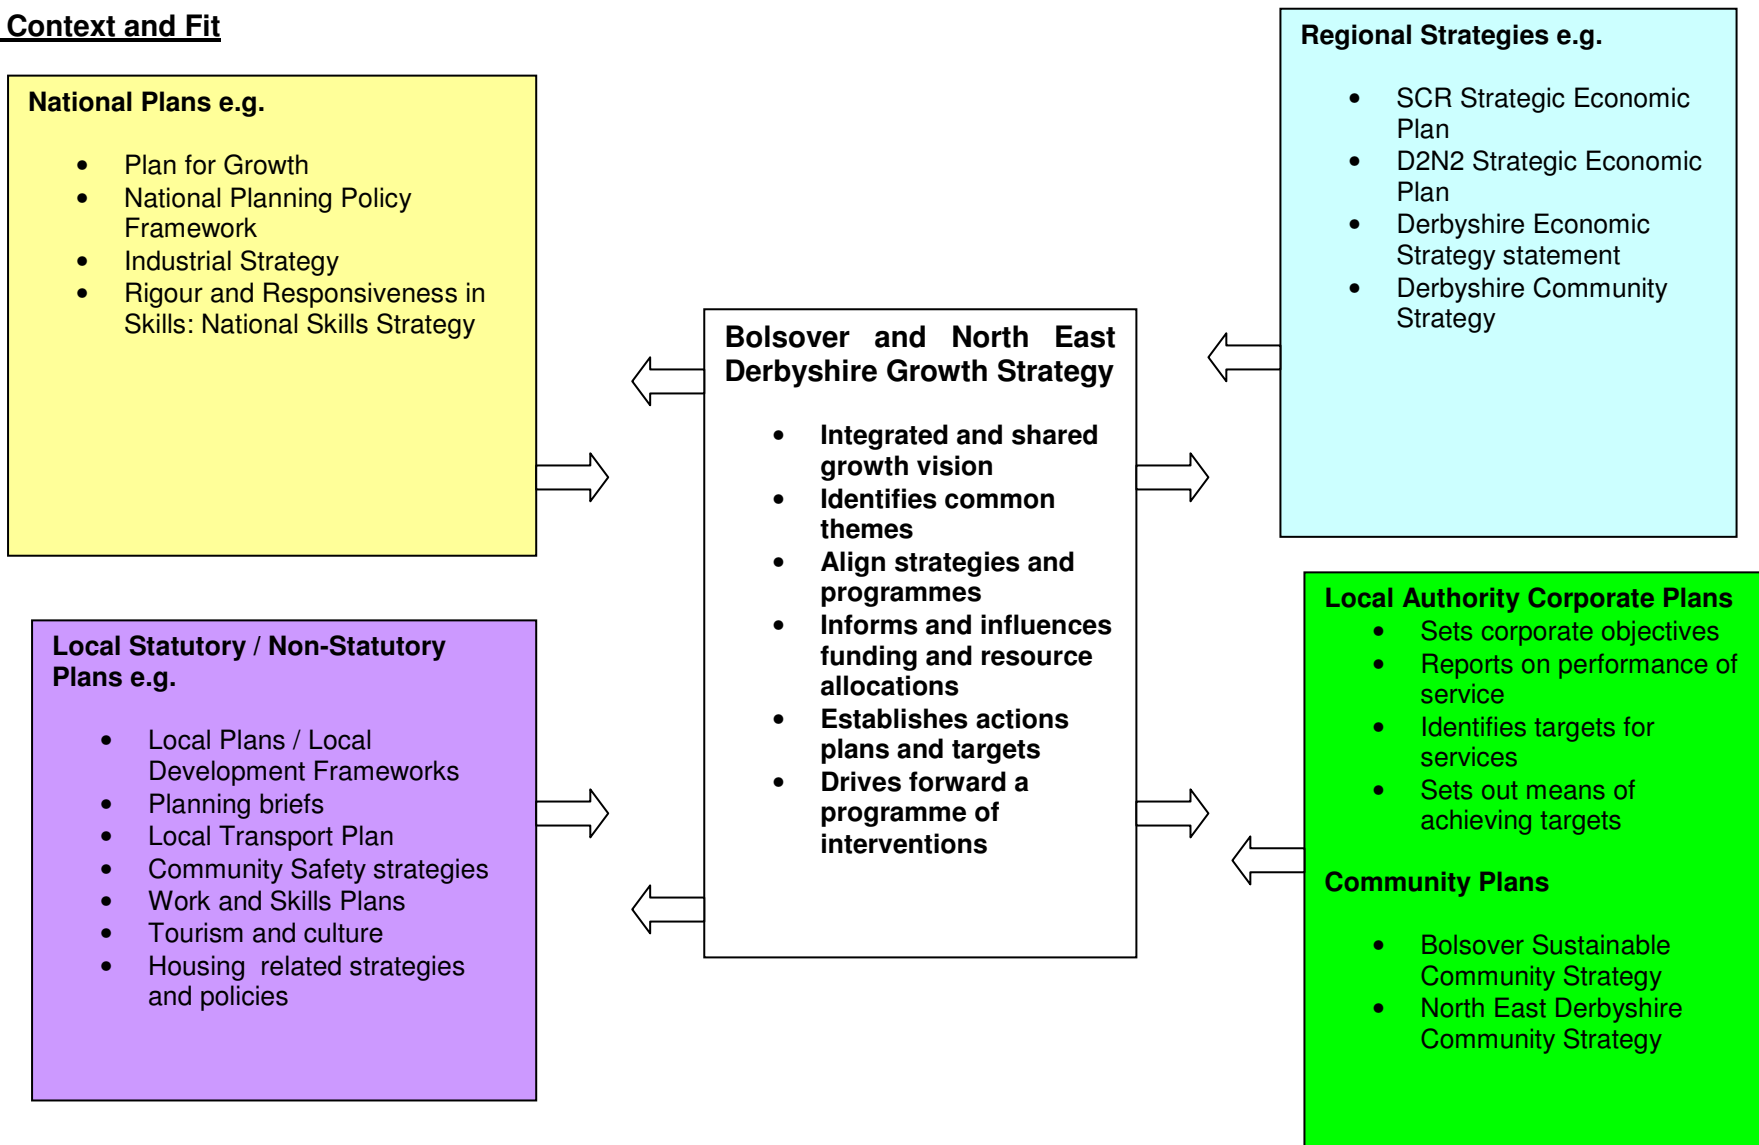 Context and Fit
National Plans e.g.
• Plan for Growth
• National Planning Policy
Framework
• Industrial Strategy
• Rigour and Responsiveness in
Skills: National Skills Strategy
Regional Strategies e.g.
• SCR Strategic Economic
Plan
• D2N2 Strategic Economic
Plan
• Derbyshire Economic
Strategy statement
• Derbyshire Community
Strategy
Bolsover and North East
Derbyshire Growth Strategy
• Integrated and shared
growth vision
• Identifies common
themes
• Align strategies and
programmes
• Informs and influences
funding and resource
allocations
• Establishes actions
plans and targets
• Drives forward a
programme of
interventions
Local Statutory / Non-Statutory
Plans e.g.
• Local Plans / Local
Development Frameworks
• Planning briefs
• Local Transport Plan
• Community Safety strategies
• Work and Skills Plans
• Tourism and culture
• Housing related strategies
and policies
Local Authority Corporate Plans
• Sets corporate objectives
• Reports on performance of
service
• Identifies targets for
services
• Sets out means of
achieving targets
Community Plans
• Bolsover Sustainable
Community Strategy
• North East Derbyshire
Community Strategy